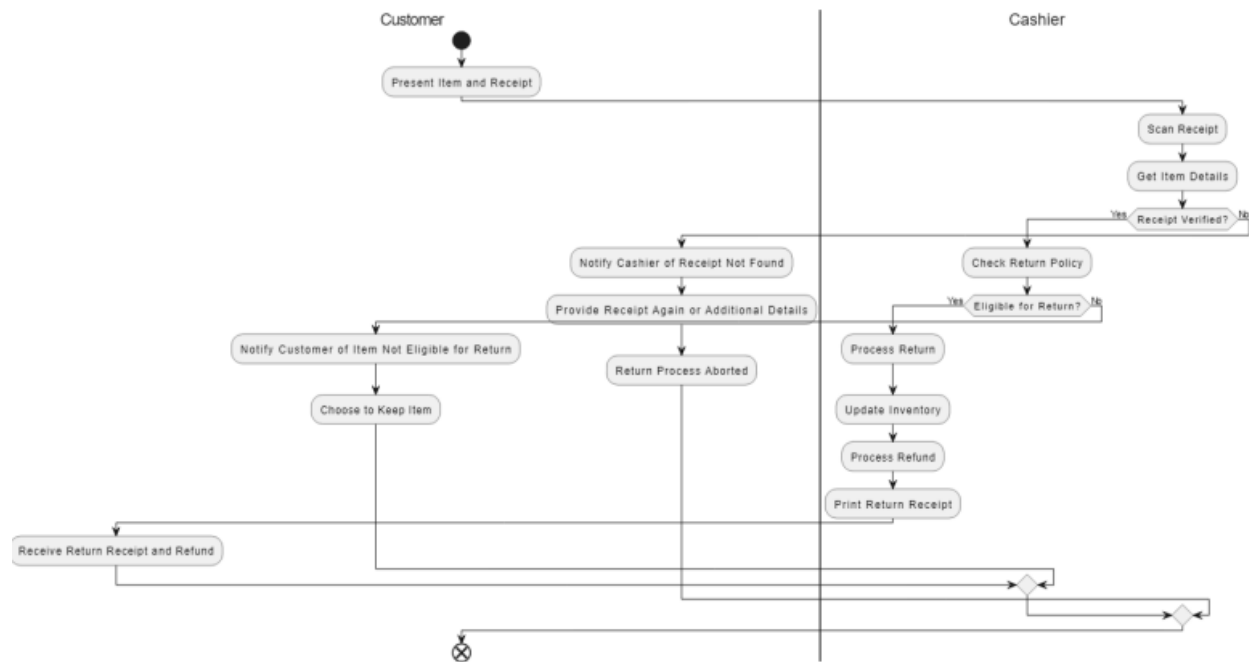 Customer
Cashier
Present Item and Receipt
Scan Receipt
Get Item Details
Yes
Receipt Verified?
No
Notify Cashier of Receipt Not Found
Check Return Policy
Provide Receipt Again or Additional Details
Yes
Eligible for Return?
No
Notify Customer of Item Not Eligible for Return
Process Return
Return Process Aborted
Choose to Keep Item
Update Inventory
Process Refund
Print Return Receipt
Receive Return Receipt and Refund